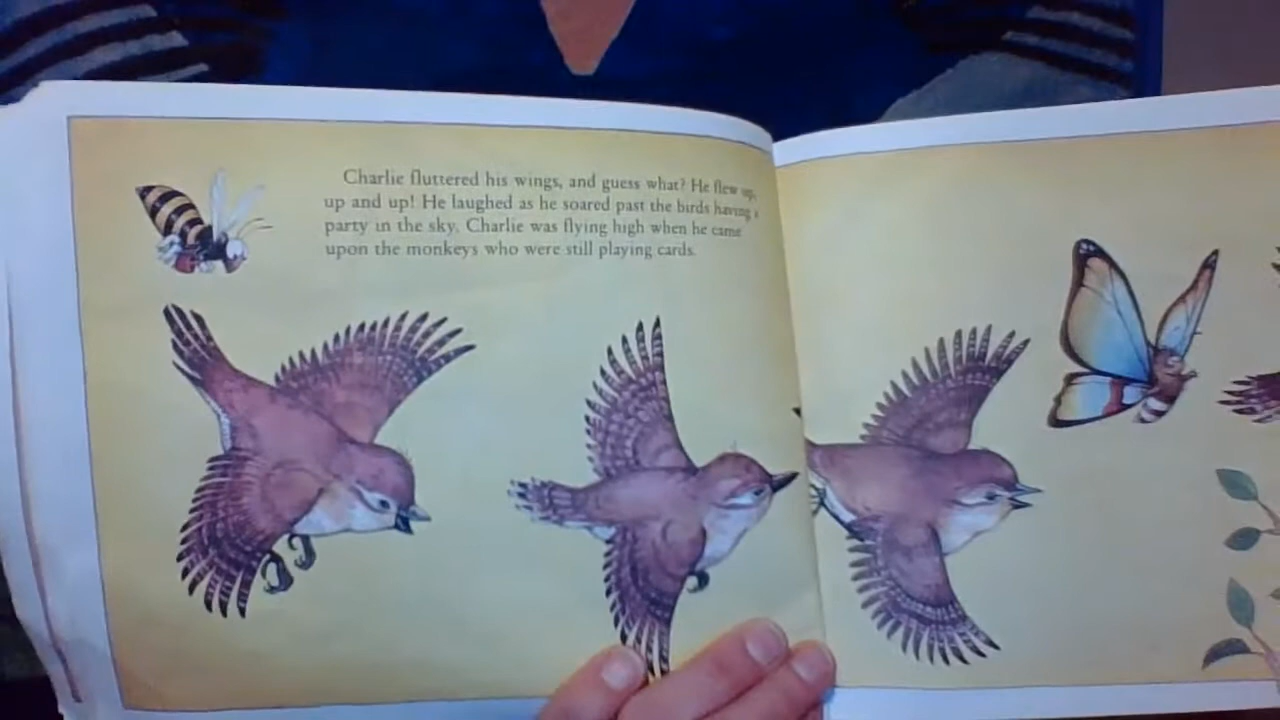 Charlie fluttered his wings, and guess what? He flew up,
up and up! He laughed as he soared past the birds having a
party in the sky. Charlie was flying high when he came
upon the monkeys who were still playing cards.